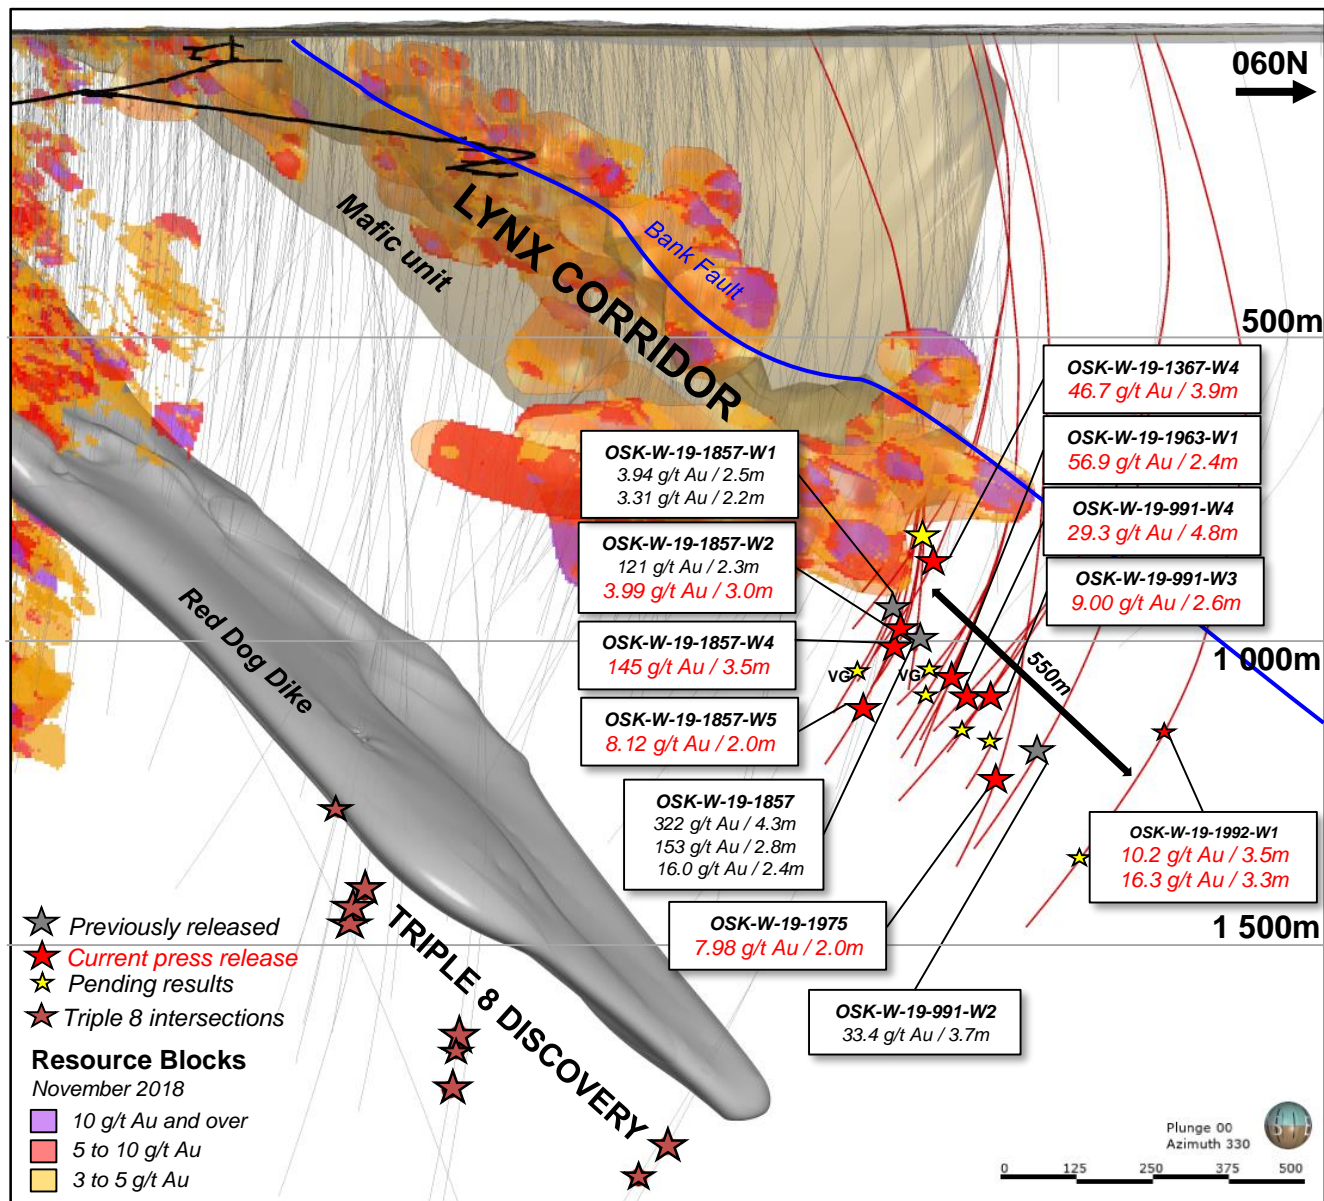 060N
LYNX CORRIDOR
Mafic unit
Bank Fault
500m
OSK-W-19-1367-W4
46.7 g/t Au / 3.9m
OSK-W-19-1963-W1
56.9 g/t Au / 2.4m
OSK-W-19-1857-W1
3.94 g/t Au / 2.5m
3.31 g/t Au / 2.2m
OSK-W-19-991-W4
29.3 g/t Au / 4.8m
OSK-W-19-1857-W2
121 g/t Au / 2.3m
3.99 g/t Au / 3.0m
OSK-W-19-991-W3
9.00 g/t Au / 2.6m
Red Dog Dike
OSK-W-19-1857-W4
145 g/t Au / 3.5m
1 000m
550m
VG
VG
OSK-W-19-1857-W5
8.12 g/t Au / 2.0m
OSK-W-19-1857
322 g/t Au / 4.3m
153 g/t Au / 2.8m
16.0 g/t Au / 2.4m
OSK-W-19-1992-W1
10.2 g/t Au / 3.5m
16.3 g/t Au / 3.3m
OSK-W-19-1975
7.98 g/t Au / 2.0m
1 500m
OSK-W-19-991-W2
33.4 g/t Au / 3.7m
TRIPLE 8 DISCOVERY
Previously released
Current press release
Pending results
Triple 8 intersections
Resource Blocks
November 2018
10 g/t Au and over
5 to 10 g/t Au
3 to 5 g/t Au
Plunge 00
Azimuth 330
0 125 250 375 500